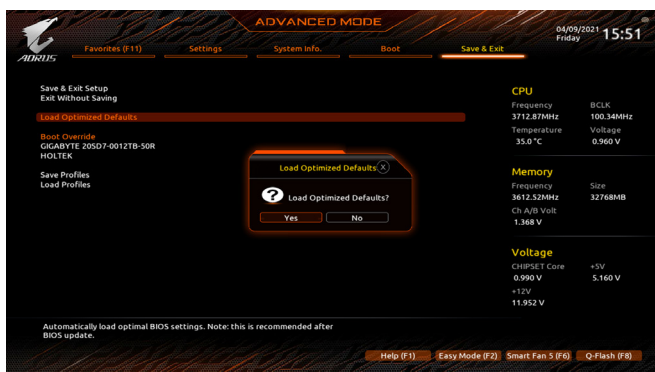 ADVANCED MODE
04/09/2021
Friday
15:51
AORUS
Favorites (F11)
Settings
System Info.
Boot
Save & Exit
Save & Exit Setup
Exit Without Saving
Load Optimized Defaults
Boot Override
GIGABYTE 20SD7-0012TB-50R
HOLTEK
Save Profiles
Load Profiles
Load Optimized Defaults
X
? Load Optimized Defaults?
Yes
No
CPU
Frequency BCLK
3712.87MHz 100.34MHz
Temperature Voltage
35.0 °C 0.960 V
Memory
Frequency Size
3612.52MHz 32768MB
Ch A/B Volt
1.368 V
Voltage
CHIPSET Core +5V
0.990 V 5.160 V
+12V
11.952 V
Automatically load optimal BIOS settings. Note: this is recommended after
BIOS update.
Help (F1)
Easy Mode (F2)
Smart Fan 5 (F6)
Q-Flash (F8)